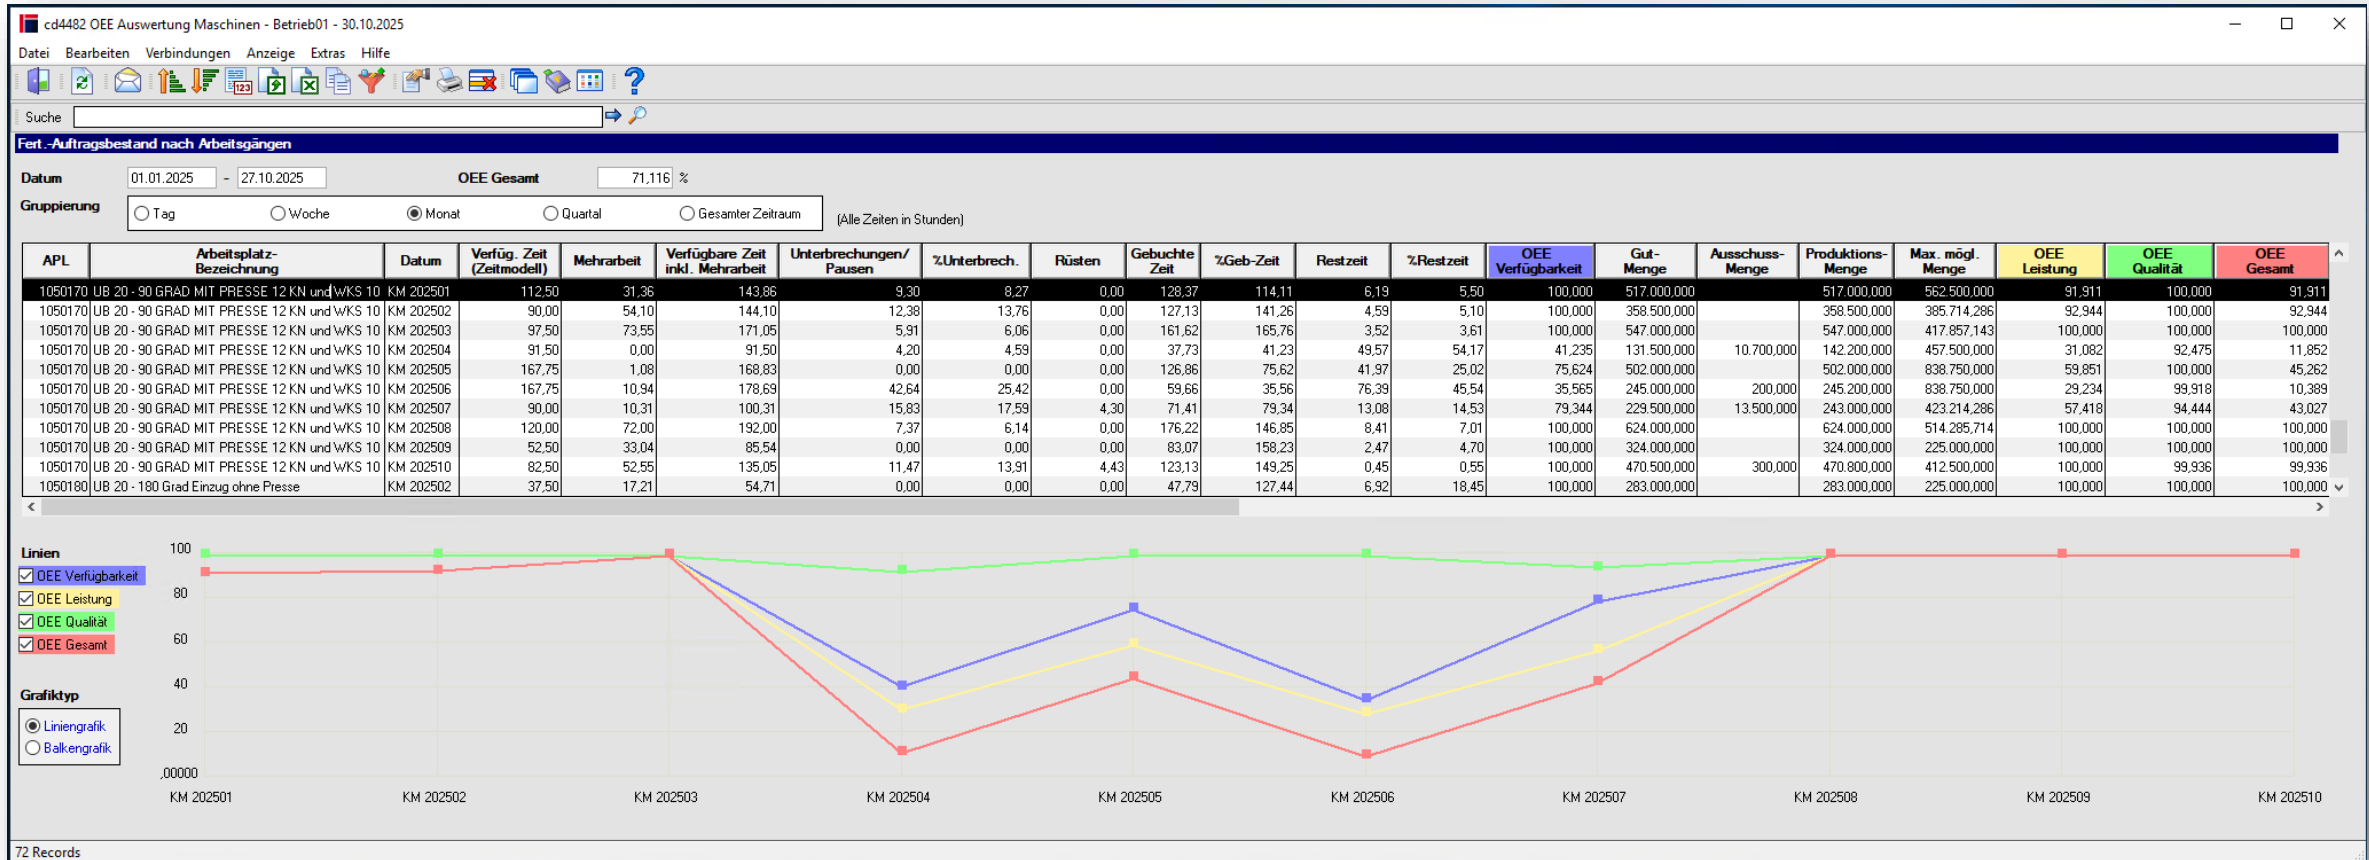 cd4482 OEE Auswertung Maschinen - Betrieb01 - 30.10.2025
Datei Bearbeiten Verbindungen Anzeige Extras Hilfe
123
Suche
Fert.-Auftragsbestand nach Arbeitsgängen
Datum 01.01.2025 - 27.10.2025 OEE Gesamt 71,116 %
Gruppierung Tag Woche Monat Quartal Gesamter Zeitraum (Alle Zeiten in Stunden)
APL Arbeitsplatz-Bezeichnung Datum Verfüg. Zeit (Zeitmodell) Mehrarbeit Verfügbare Zeit inkl. Mehrarbeit Unterbrechungen/Pausen %Unterbrech. Rüsten Gebuchte Zeit %Geb-Zeit Restzeit %Restzeit OEE Verfügbarkeit Gut-Menge Ausschuss-Menge Produktions-Menge Max. mögl. Menge OEE Leistung OEE Qualität OEE Gesamt
1050170 UB 20 - 90 GRAD MIT PRESSE 12 KN und WKS 10 KM 202501 112,50 31,36 143,86 9,30 8,27 0,00 128,37 114,11 6,19 5,50 100,000 517.000,000 517.000,000 562.500,000 91,911 100,000 91,911
1050170 UB 20 - 90 GRAD MIT PRESSE 12 KN und WKS 10 KM 202502 90,00 54,10 144,10 12,38 13,76 0,00 127,13 141,26 4,59 5,10 100,000 358.500,000 358.500,000 385.714,286 92,944 100,000 92,944
1050170 UB 20 - 90 GRAD MIT PRESSE 12 KN und WKS 10 KM 202503 97,50 73,55 171,05 5,91 6,06 0,00 161,62 165,76 3,52 3,61 100,000 547.000,000 547.000,000 417.857,143 100,000 100,000 100,000
1050170 UB 20 - 90 GRAD MIT PRESSE 12 KN und WKS 10 KM 202504 91,50 0,00 91,50 4,20 4,59 0,00 37,73 41,23 49,57 54,17 41,235 131.500,000 10.700,000 142.200,000 457.500,000 31,082 92,475 11,852
1050170 UB 20 - 90 GRAD MIT PRESSE 12 KN und WKS 10 KM 202505 167,75 1,08 168,83 0,00 0,00 0,00 126,86 75,62 41,97 25,02 75,624 502.000,000 502.000,000 838.750,000 59,851 100,000 45,262
1050170 UB 20 - 90 GRAD MIT PRESSE 12 KN und WKS 10 KM 202506 167,75 10,94 178,69 42,64 25,42 0,00 59,66 35,56 76,39 45,54 35,565 245.000,000 200,000 245.200,000 838.750,000 29,234 99,918 10,389
1050170 UB 20 - 90 GRAD MIT PRESSE 12 KN und WKS 10 KM 202507 90,00 10,31 100,31 15,83 17,59 4,30 71,41 79,34 13,08 14,53 79,344 229.500,000 13.500,000 243.000,000 423.214,286 57,418 94,444 43,027
1050170 UB 20 - 90 GRAD MIT PRESSE 12 KN und WKS 10 KM 202508 120,00 72,00 192,00 7,37 6,14 0,00 176,22 146,85 8,41 7,01 100,000 624.000,000 624.000,000 514.285,714 100,000 100,000 100,000
1050170 UB 20 - 90 GRAD MIT PRESSE 12 KN und WKS 10 KM 202509 52,50 33,04 85,54 0,00 0,00 0,00 83,07 158,23 2,47 4,70 100,000 324.000,000 324.000,000 225.000,000 100,000 100,000 100,000
1050170 UB 20 - 90 GRAD MIT PRESSE 12 KN und WKS 10 KM 202510 82,50 52,55 135,05 11,47 13,91 4,43 123,13 149,25 0,45 0,55 100,000 470.500,000 300,000 470.800,000 412.500,000 100,000 99,936 99,936
1050180 UB 20 - 180 Grad Einzug ohne Presse KM 202502 37,50 17,21 54,71 0,00 0,00 0,00 47,79 127,44 6,92 18,45 100,000 283.000,000 283.000,000 225.000,000 100,000 100,000 100,000
Linien
OEE Verfügbarkeit
OEE Leistung
OEE Qualität
OEE Gesamt
Grafiktyp
Liniengrafik
Balkengrafik
100
80
60
40
20
,00000
KM 202501 KM 202502 KM 202503 KM 202504 KM 202505 KM 202506 KM 202507 KM 202508 KM 202509 KM 202510
72 Records